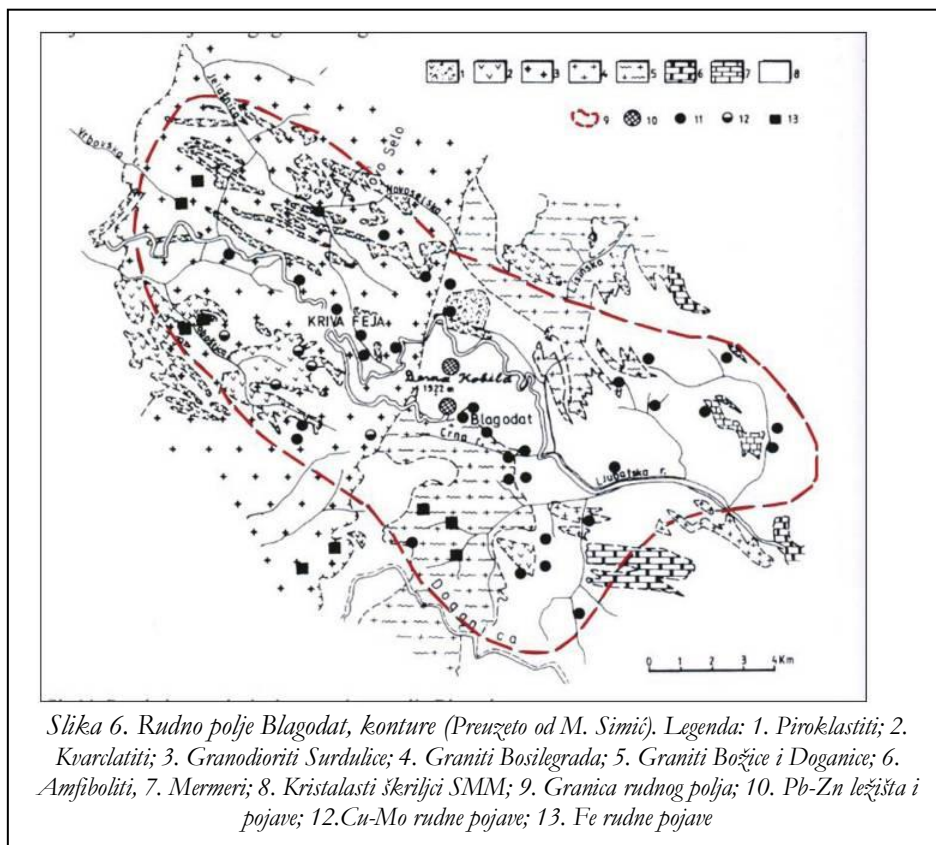 1 2 3 4 5 6 7 8
9 10 11 12 13
Jelašnica
Vrbovska
Selo
Novoselska
KRIVA FEJA
Besna Kobila
1922 m
Blagodat
Crna r.
Ljubatska r.
Doganica
0 1 2 3 4 Km
Slika 6. Rudno polje Blagodat, konture (Preuzeto od M. Simić). Legenda: 1. Piroklastiti; 2.
Kvarclatiti; 3. Granodioriti Surdulice; 4. Graniti Bosilegrada; 5. Graniti Božice i Doganice; 6.
Amfiboliti, 7. Mermeri; 8. Kristalasti škriljci SMM; 9. Granica rudnog polja; 10. Pb-Zn ležišta i
pojave; 12.Cu-Mo rudne pojave; 13. Fe rudne pojave